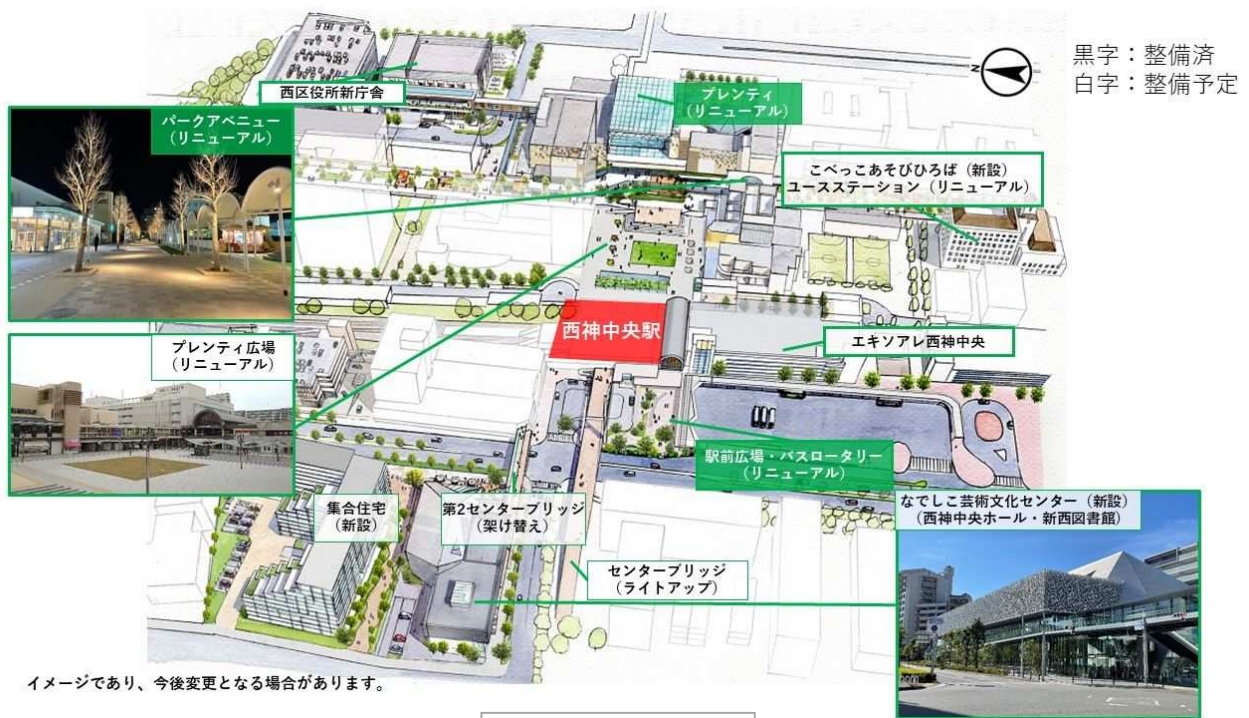 黒字：整備済
白字：整備予定
N
西区役所新庁舎
プレンティ
（リニューアル）
パークアベニュー
（リニューアル）
こべっこあそびひろば（新設）
ユースステーション（リニューアル）
西神中央駅
エキソアレ西神中央
プレンティ広場
（リニューアル）
駅前広場・バスロータリー
（リニューアル）
集合住宅
（新設）
第2センターブリッジ
（架け替え）
センターブリッジ
（ライトアップ）
なでしこ芸術文化センター（新設）
（西神中央ホール・新西図書館）
イメージであり、今後変更となる場合があります。